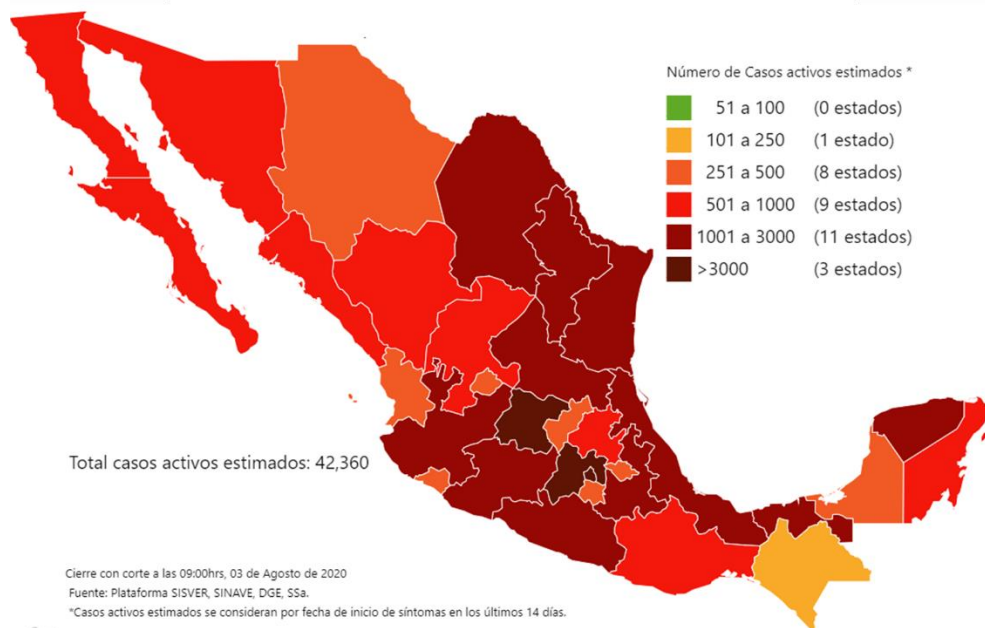 Número de Casos activos estimados *
51 a 100 (0 estados)
101 a 250 (1 estado)
251 a 500 (8 estados)
501 a 1000 (9 estados)
1001 a 3000 (11 estados)
>3000 (3 estados)
Total casos activos estimados: 42,360
Cierre con corte a las 09:00hrs, 03 de Agosto de 2020
Fuente: Plataforma SISVER, SINAVE, DGE, SSa.
*Casos activos estimados se consideran por fecha de inicio de síntomas en los últimos 14 días.